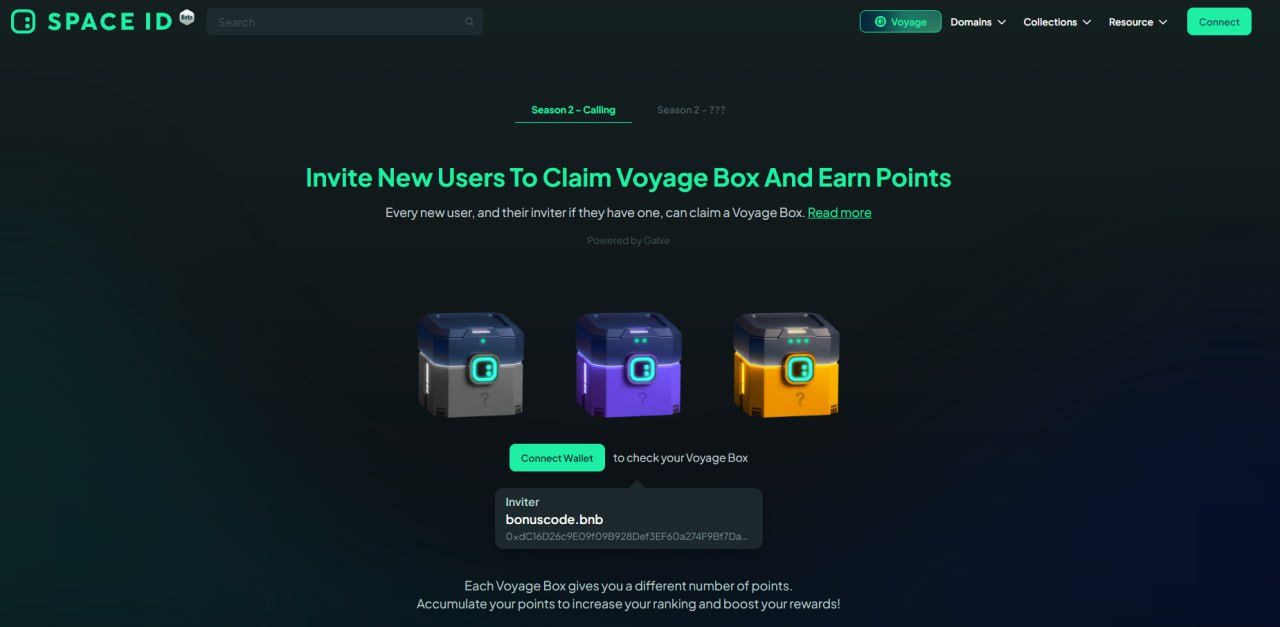 SPACE ID Beta
Search
Voyage
Domains
Collections
Resource
Connect
Season 2 – Calling
Season 2 – ???
Invite New Users To Claim Voyage Box And Earn Points
Every new user, and their inviter if they have one, can claim a Voyage Box. Read more
Powered by Galxe
?
?
?
Connect Wallet to check your Voyage Box
Inviter
bonuscode.bnb
0xdC16D26c9E09f09B928Def3EF60a274F9Bf7Da...
Each Voyage Box gives you a different number of points.
Accumulate your points to increase your ranking and boost your rewards!